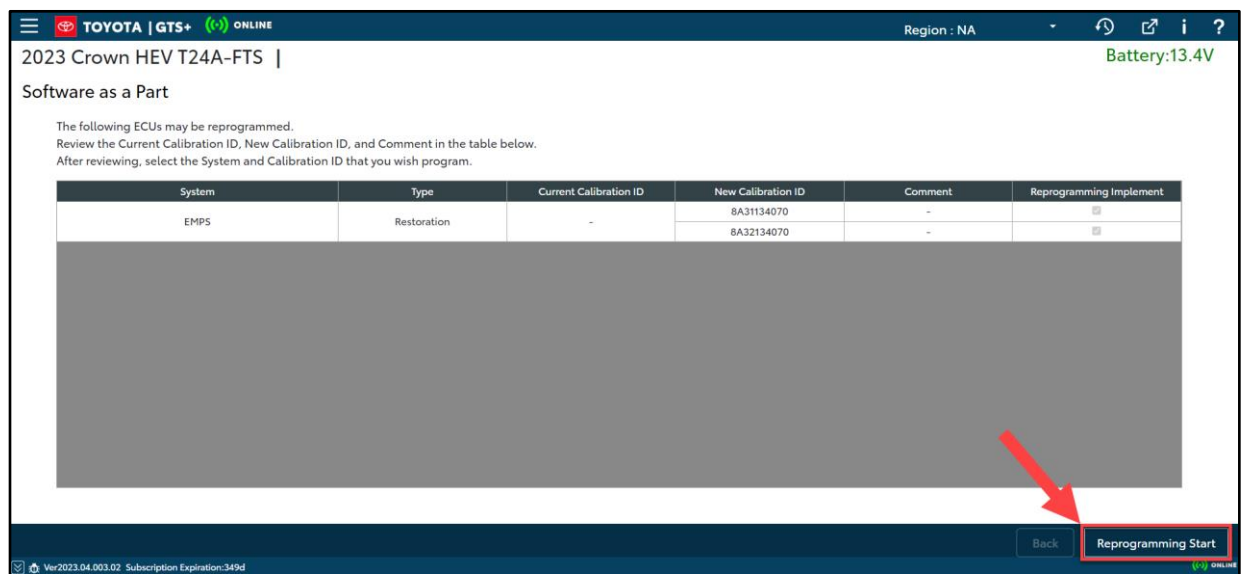 TOYOTA | GTS+ ((·)) ONLINE Region : NA i ?
2023 Crown HEV T24A-FTS |
Battery:13.4V
Software as a Part
The following ECUs may be reprogrammed.
Review the Current Calibration ID, New Calibration ID, and Comment in the table below.
After reviewing, select the System and Calibration ID that you wish program.
System Type Current Calibration ID New Calibration ID Comment Reprogramming Implement
EMPS Restoration - 8A31134070 -
8A32134070 -
Back Reprogramming Start
Ver2023.04.003.02 Subscription Expiration:349d ((·)) ONLINE